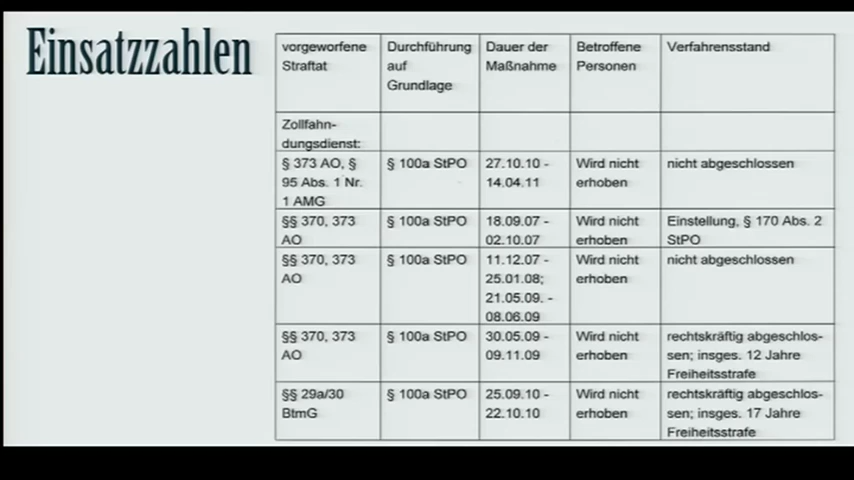 Einsatzzahlen
vorgeworfene Straftat | Durchführung auf Grundlage | Dauer der Maßnahme | Betroffene Personen | Verfahrensstand
Zollfahn-dungsdienst:
§ 373 AO, § 95 Abs. 1 Nr. 1 AMG | § 100a StPO | 27.10.10 - 14.04.11 | Wird nicht erhoben | nicht abgeschlossen
§§ 370, 373 AO | § 100a StPO | 18.09.07 - 02.10.07 | Wird nicht erhoben | Einstellung, § 170 Abs. 2 StPO
§§ 370, 373 AO | § 100a StPO | 11.12.07 - 25.01.08; 21.05.09. - 08.06.09 | Wird nicht erhoben | nicht abgeschlossen
§§ 370, 373 AO | § 100a StPO | 30.05.09 - 09.11.09 | Wird nicht erhoben | rechtskräftig abgeschlos-sen; insges. 12 Jahre Freiheitsstrafe
§§ 29a/30 BtmG | § 100a StPO | 25.09.10 - 22.10.10 | Wird nicht erhoben | rechtskräftig abgeschlos-sen; insges. 17 Jahre Freiheitsstrafe